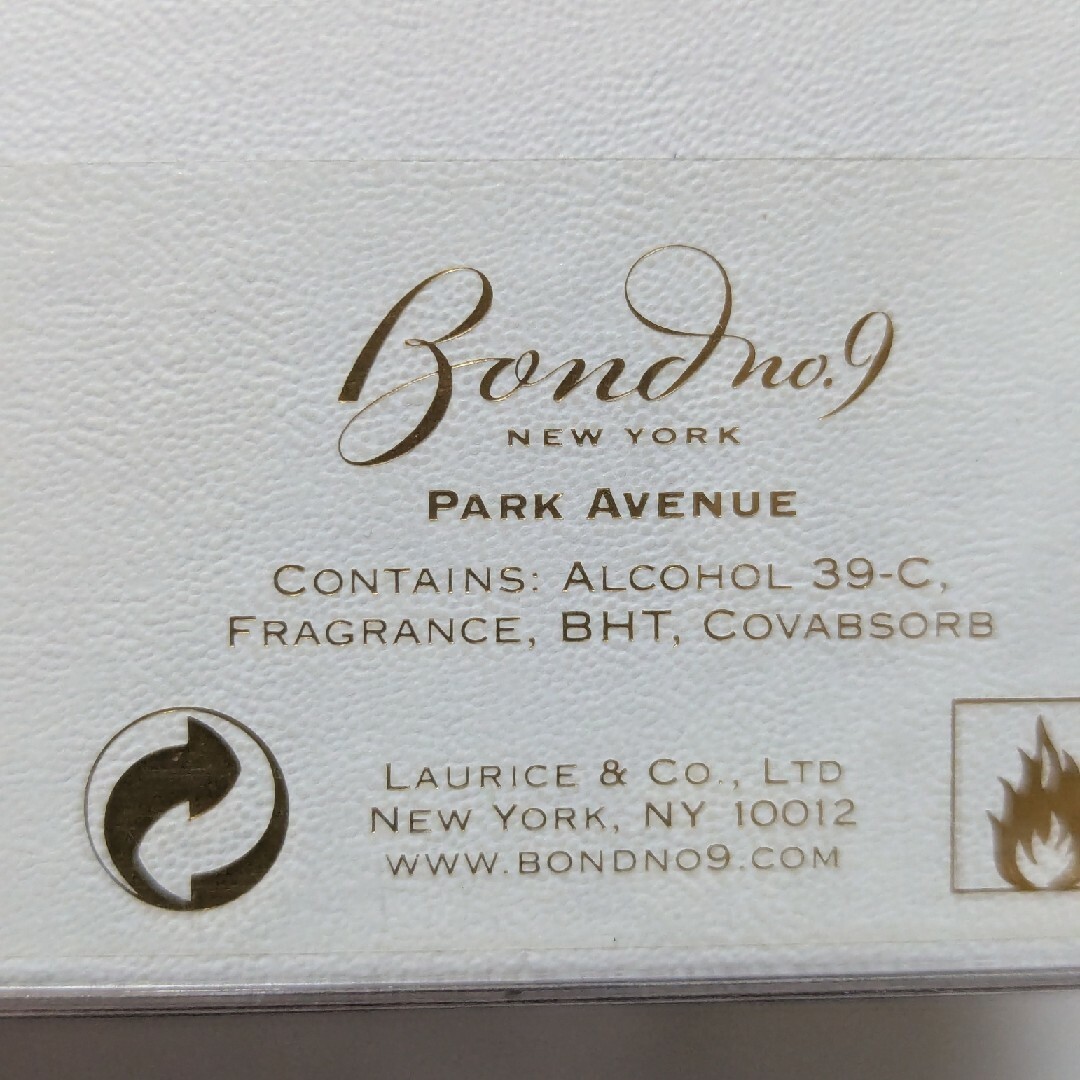 Bond no.9
NEW YORK
PARK AVENUE
CONTAINS: ALCOHOL 39-C,
FRAGRANCE, BHT, COVABSORB
LAURICE & CO., LTD
NEW YORK, NY 10012
WWW.BONDNO9.COM